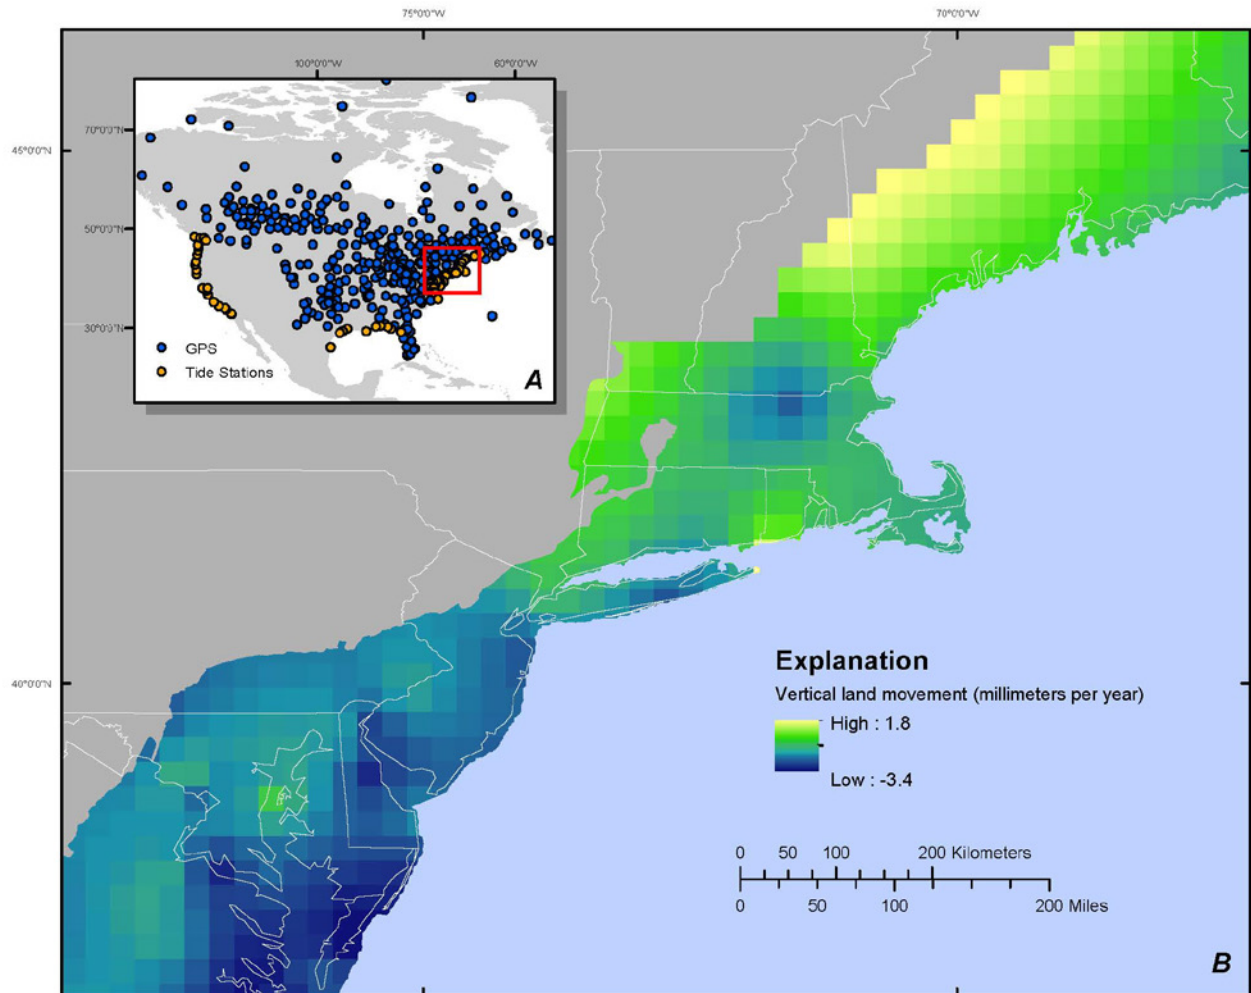 75°0'0"W
70°0'0"W
100°0'0"W
60°0'0"W
70°0'0"N
50°0'0"N
30°0'0"N
GPS
Tide Stations
A
45°0'0"N
40°0'0"N
Explanation
Vertical land movement (millimeters per year)
High : 1.8
Low : -3.4
0 50 100 200 Kilometers
0 50 100 200 Miles
B